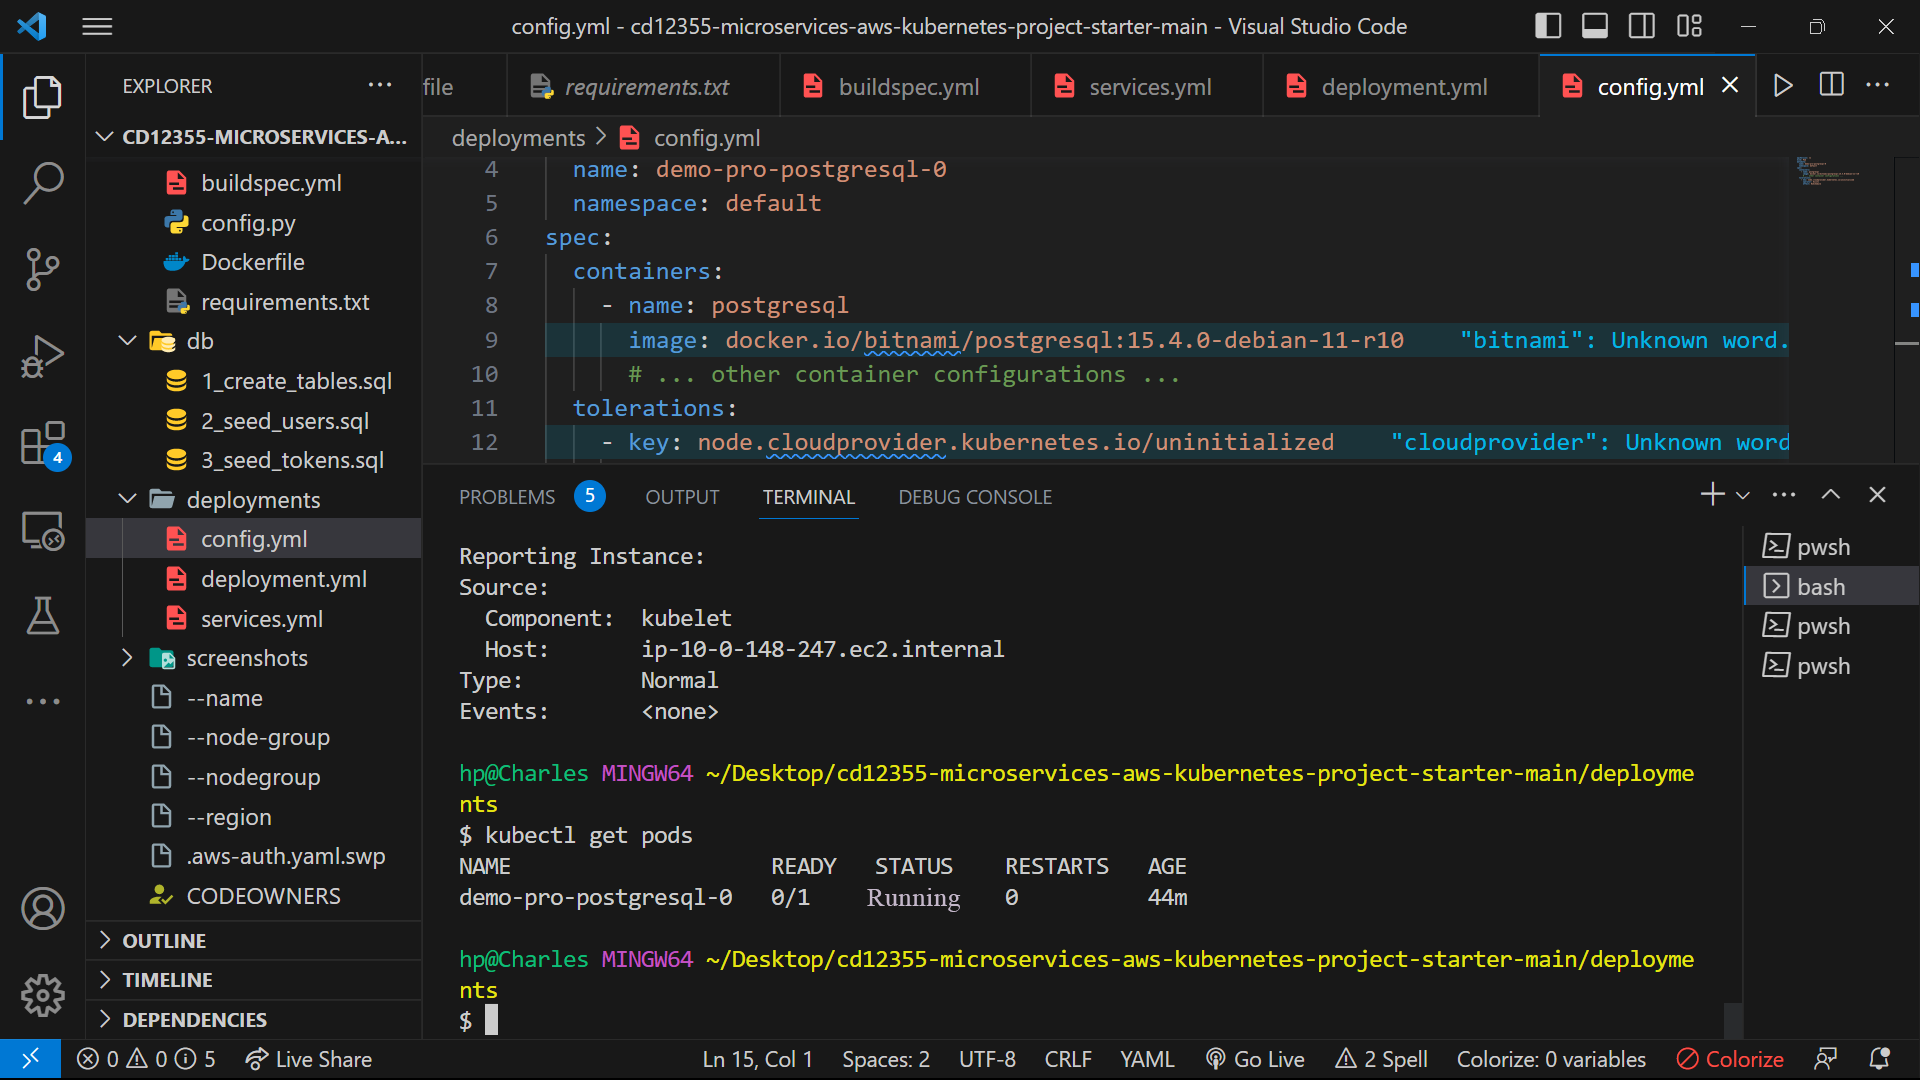 config.yml - cd12355-microservices-aws-kubernetes-project-starter-main - Visual Studio Code
EXPLORER
file
requirements.txt
buildspec.yml
services.yml
deployment.yml
config.yml
CD12355-MICROSERVICES-A...
deployments > config.yml
buildspec.yml
config.py
Dockerfile
requirements.txt
db
1_create_tables.sql
2_seed_users.sql
3_seed_tokens.sql
deployments
config.yml
deployment.yml
services.yml
screenshots
--name
--node-group
--nodegroup
--region
.aws-auth.yaml.swp
CODEOWNERS
OUTLINE
TIMELINE
DEPENDENCIES
4
4 name: demo-pro-postgresql-0
5 namespace: default
6 spec:
7 containers:
8 - name: postgresql
9 image: docker.io/bitnami/postgresql:15.4.0-debian-11-r10 "bitnami": Unknown word.
10 # ... other container configurations ...
11 tolerations:
12 - key: node.cloudprovider.kubernetes.io/uninitialized "cloudprovider": Unknown word
PROBLEMS 5 OUTPUT TERMINAL DEBUG CONSOLE
Reporting Instance:
Source:
Component: kubelet
Host: ip-10-0-148-247.ec2.internal
Type: Normal
Events: <none>
hp@Charles MINGW64 ~/Desktop/cd12355-microservices-aws-kubernetes-project-starter-main/deployme
nts
$ kubectl get pods
NAME READY STATUS RESTARTS AGE
demo-pro-postgresql-0 0/1 Running 0 44m
hp@Charles MINGW64 ~/Desktop/cd12355-microservices-aws-kubernetes-project-starter-main/deployme
nts
$
pwsh
bash
pwsh
pwsh
0 0 5 Live Share Ln 15, Col 1 Spaces: 2 UTF-8 CRLF YAML Go Live 2 Spell Colorize: 0 variables Colorize